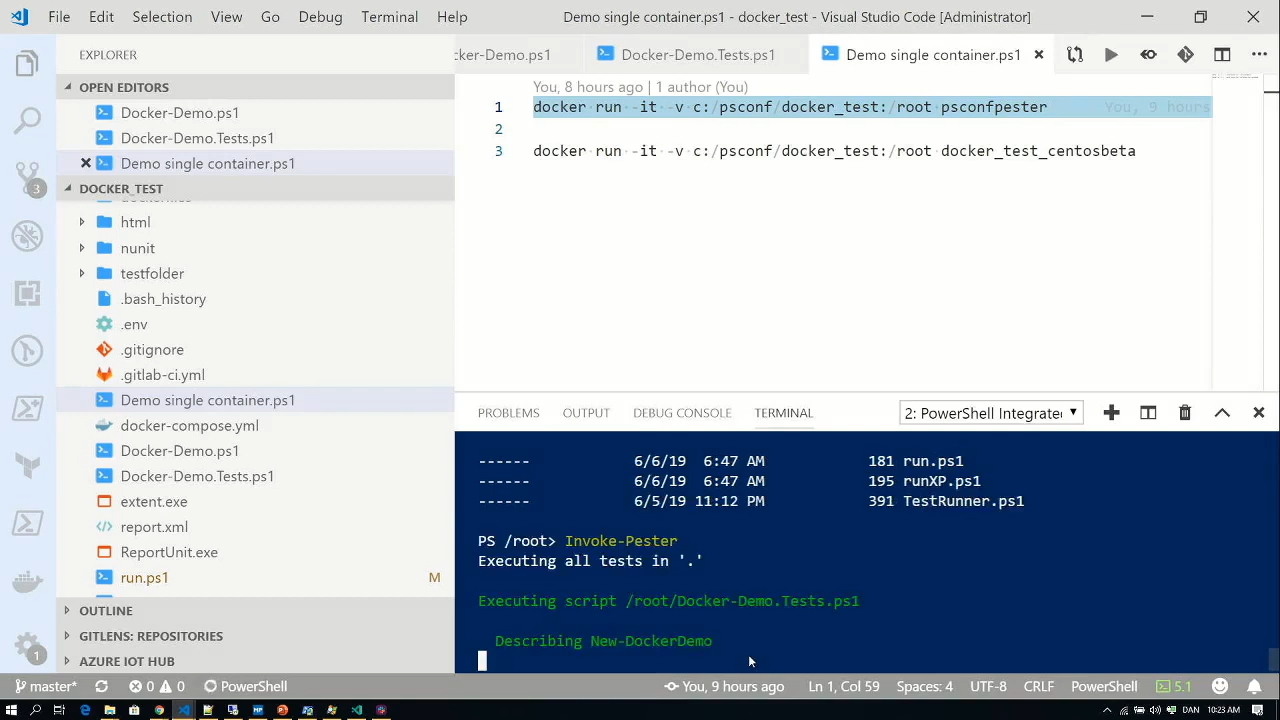 File Edit Selection View Go Debug Terminal Help
Demo single container.ps1 - docker_test - Visual Studio Code [Administrator]
EXPLORER
OPEN EDITORS
Docker-Demo.ps1
Docker-Demo.Tests.ps1
Demo single container.ps1
DOCKER_TEST
html
nunit
testfolder
.bash_history
.env
.gitignore
.gitlab-ci.yml
Demo single container.ps1
docker-compose.yml
Docker-Demo.ps1
Docker-Demo.Tests.ps1
extent.exe
report.xml
ReportUnit.exe
run.ps1 M
OUTLINE
GITLENS: REPOSITORIES
AZURE IOT HUB
3
1
cker-Demo.ps1 Docker-Demo.Tests.ps1 Demo single container.ps1
You, 8 hours ago | 1 author (You)
1 docker run -it -v c:/psconf/docker_test:/root psconfpester You, 9 hours
2
3 docker run -it -v c:/psconf/docker_test:/root docker_test_centosbeta
PROBLEMS OUTPUT DEBUG CONSOLE TERMINAL 2: PowerShell Integrate
------ 6/6/19 6:47 AM 181 run.ps1
------ 6/6/19 6:47 AM 195 runXP.ps1
------ 6/5/19 11:12 PM 391 TestRunner.ps1
PS /root> Invoke-Pester
Executing all tests in '.'
Executing script /root/Docker-Demo.Tests.ps1
Describing New-DockerDemo
master 0 0 PowerShell You, 9 hours ago Ln 1, Col 59 Spaces: 4 UTF-8 CRLF PowerShell 5.1
DAN 10:23 AM